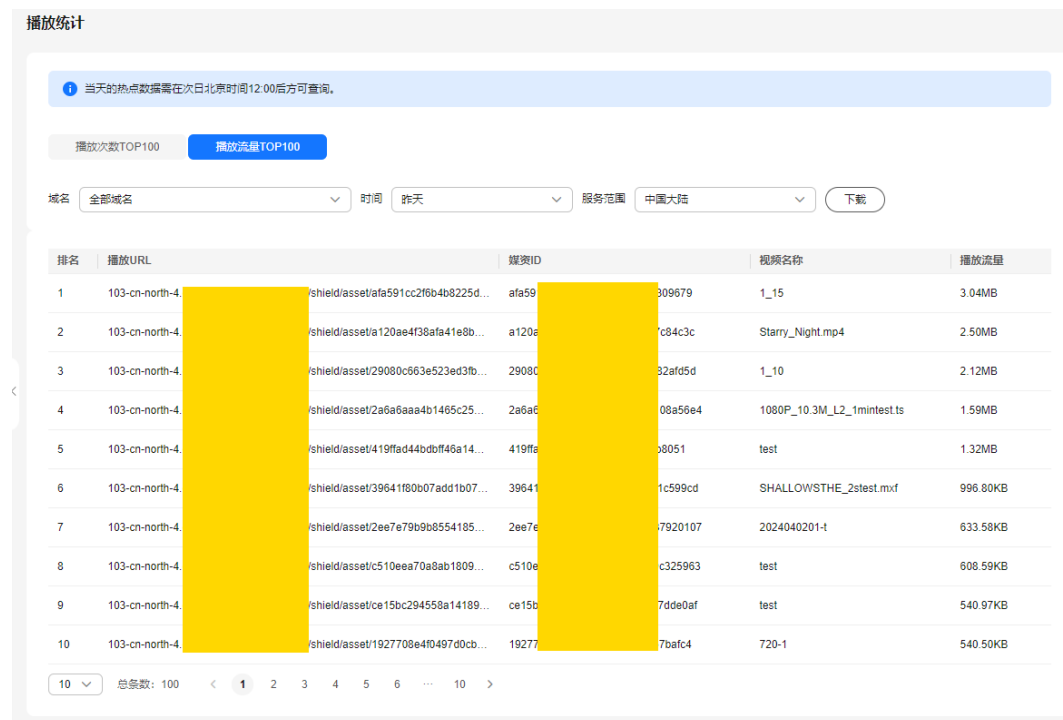 播放统计
当天的热点数据需在次日北京时间12:00后方可查询。
播放次数TOP100 播放流量TOP100
域名 全部域名 时间 昨天 服务范围 中国大陆 下载
排名 播放URL 媒资ID 视频名称 播放流量
1 103-cn-north-4. /shield/asset/afa591cc2f6b4b8225d... afa59 309679 1_15 3.04MB
2 103-cn-north-4. /shield/asset/a120ae4f38afa41e8b... a120a 7c84c3c Starry_Night.mp4 2.50MB
3 103-cn-north-4. /shield/asset/29080c663e523ed3fb... 29080 32afd5d 1_10 2.12MB
4 103-cn-north-4. /shield/asset/2a6a6aaa4b1465c25... 2a6a6 08a56e4 1080P_10.3M_L2_1mintest.ts 1.59MB
5 103-cn-north-4. /shield/asset/419ffad44bdbff46a14... 419ffa b8051 test 1.32MB
6 103-cn-north-4. /shield/asset/39641f80b07add1b07... 39641 1c599cd SHALLOWSTHE_2stest.mxf 996.80KB
7 103-cn-north-4. /shield/asset/2ee7e79b9b8554185... 2ee7e 7920107 2024040201-t 633.58KB
8 103-cn-north-4. /shield/asset/c510eea70a8ab1809... c510e c325963 test 608.59KB
9 103-cn-north-4. /shield/asset/ce15bc294558a14189... ce15b 7dde0af test 540.97KB
10 103-cn-north-4. /shield/asset/1927708e4f0497d0cb... 19277 7bafc4 720-1 540.50KB
10 总条数: 100 < 1 2 3 4 5 6 ... 10 >